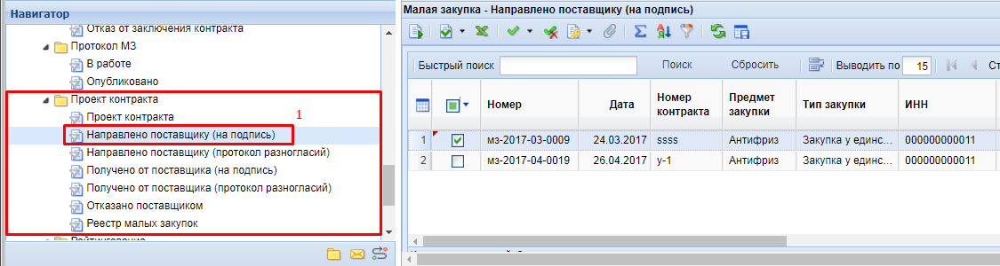 Навигатор
Отказ от заключения контракта
Протокол МЗ
В работе
Опубликовано
Проект контракта
Проект контракта
1
Направлено поставщику (на подпись)
Направлено поставщику (протокол разногласий)
Получено от поставщика (на подпись)
Получено от поставщика (протокол разногласий)
Отказано поставщиком
Реестр малых закупок
Рейтингование
Малая закупка - Направлено поставщику (на подпись)
Быстрый поиск
Поиск
Сбросить
Выводить по
15
Ст
Номер
Дата
Номер контракта
Предмет закупки
Тип закупки
ИНН
1 мз-2017-03-0009 24.03.2017 ssss Антифриз Закупка у единс... 000000000011
2 мз-2017-04-0019 26.04.2017 у-1 Антифриз Закупка у единс... 000000000011